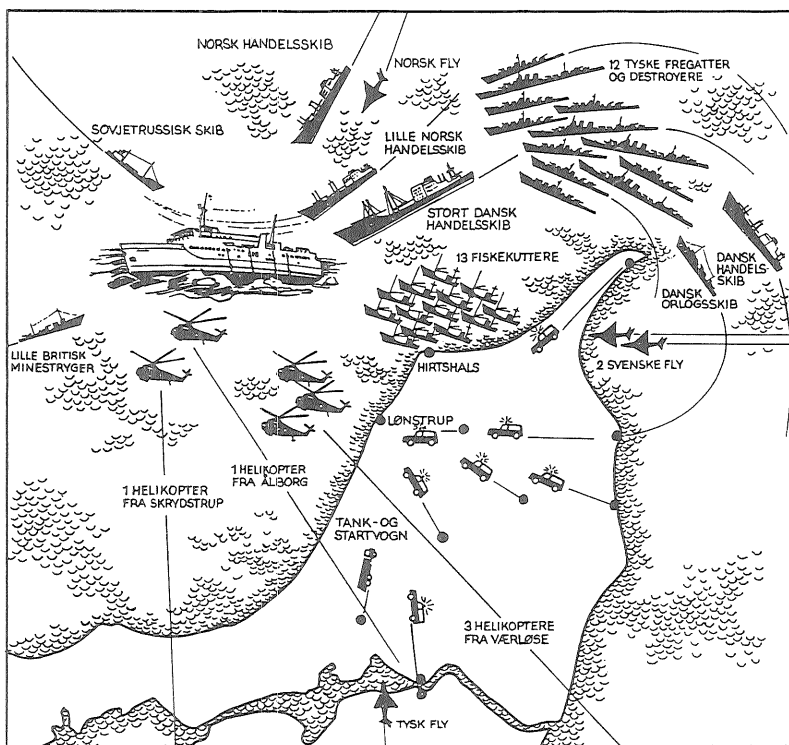 NORSK HANDELSSKIB
NORSK FLY
12 TYSKE FREGATTER
OG DESTROYERE
SOVJETRUSSISK SKIB
LILLE NORSK
HANDELSSKIB
STORT DANSK
HANDELSSKIB
13 FISKEKUTTERE
DANSK
HANDELS-
SKIB
DANSK
ORLOGSSKIB
LILLE BRITISK
MINESTRYGER
HIRTSHALS
2 SVENSKE FLY
LØNSTRUP
1 HELIKOPTER
FRA SKRYDSTRUP
1 HELIKOPTER
FRA ÅLBORG
TANK- OG
STARTVOGN
3 HELIKOPTERE
FRA VÆRLØSE
TYSK FLY